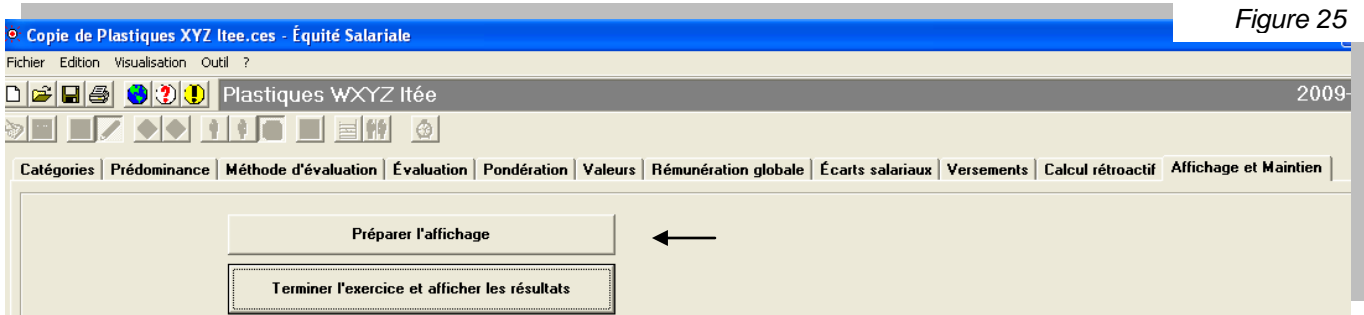 Figure 25
Copie de Plastiques XYZ ltee.ces - Équité Salariale
Fichier Edition Visualisation Outil ?
Plastiques WXYZ ltée 2009-
Catégories Prédominance Méthode d'évaluation Évaluation Pondération Valeurs Rémunération globale Écarts salariaux Versements Calcul rétroactif Affichage et Maintien
Préparer l'affichage
Terminer l'exercice et afficher les résultats